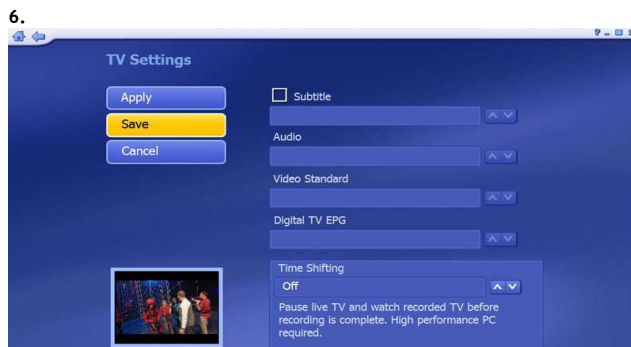 6.
?
TV Settings
Apply
Save
Cancel
Subtitle
Audio
Video Standard
Digital TV EPG
Time Shifting
Off
Pause live TV and watch recorded TV before
recording is complete. High performance PC
required.